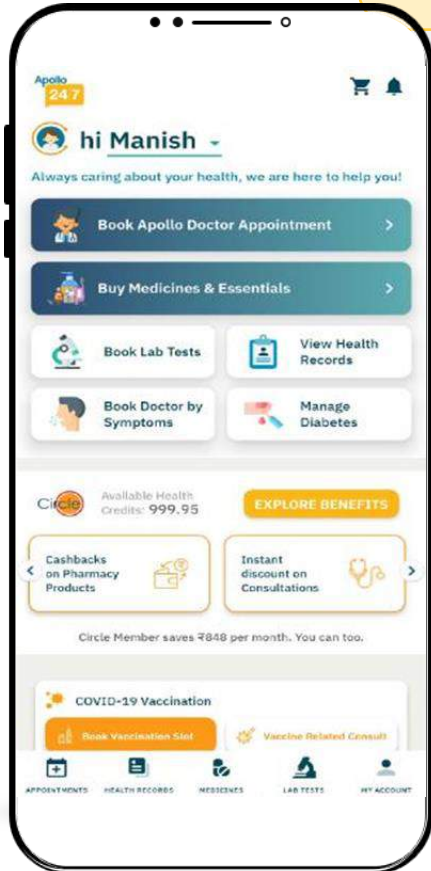 Apollo
24|7
hi Manish
Always caring about your health, we are here to help you!
Book Apollo Doctor Appointment
Buy Medicines & Essentials
Book Lab Tests
View Health
Records
Book Doctor by
Symptoms
Manage
Diabetes
Circle
Available Health
Credits: 999.95
EXPLORE BENEFITS
Cashbacks
on Pharmacy
Products
Instant
discount on
Consultations
Circle Member saves ₹848 per month. You can too.
COVID-19 Vaccination
Book Vaccination Slot
Vaccine Related Consult
APPOINTMENTS
HEALTH RECORDS
MEDICINES
LAB TESTS
MY ACCOUNT